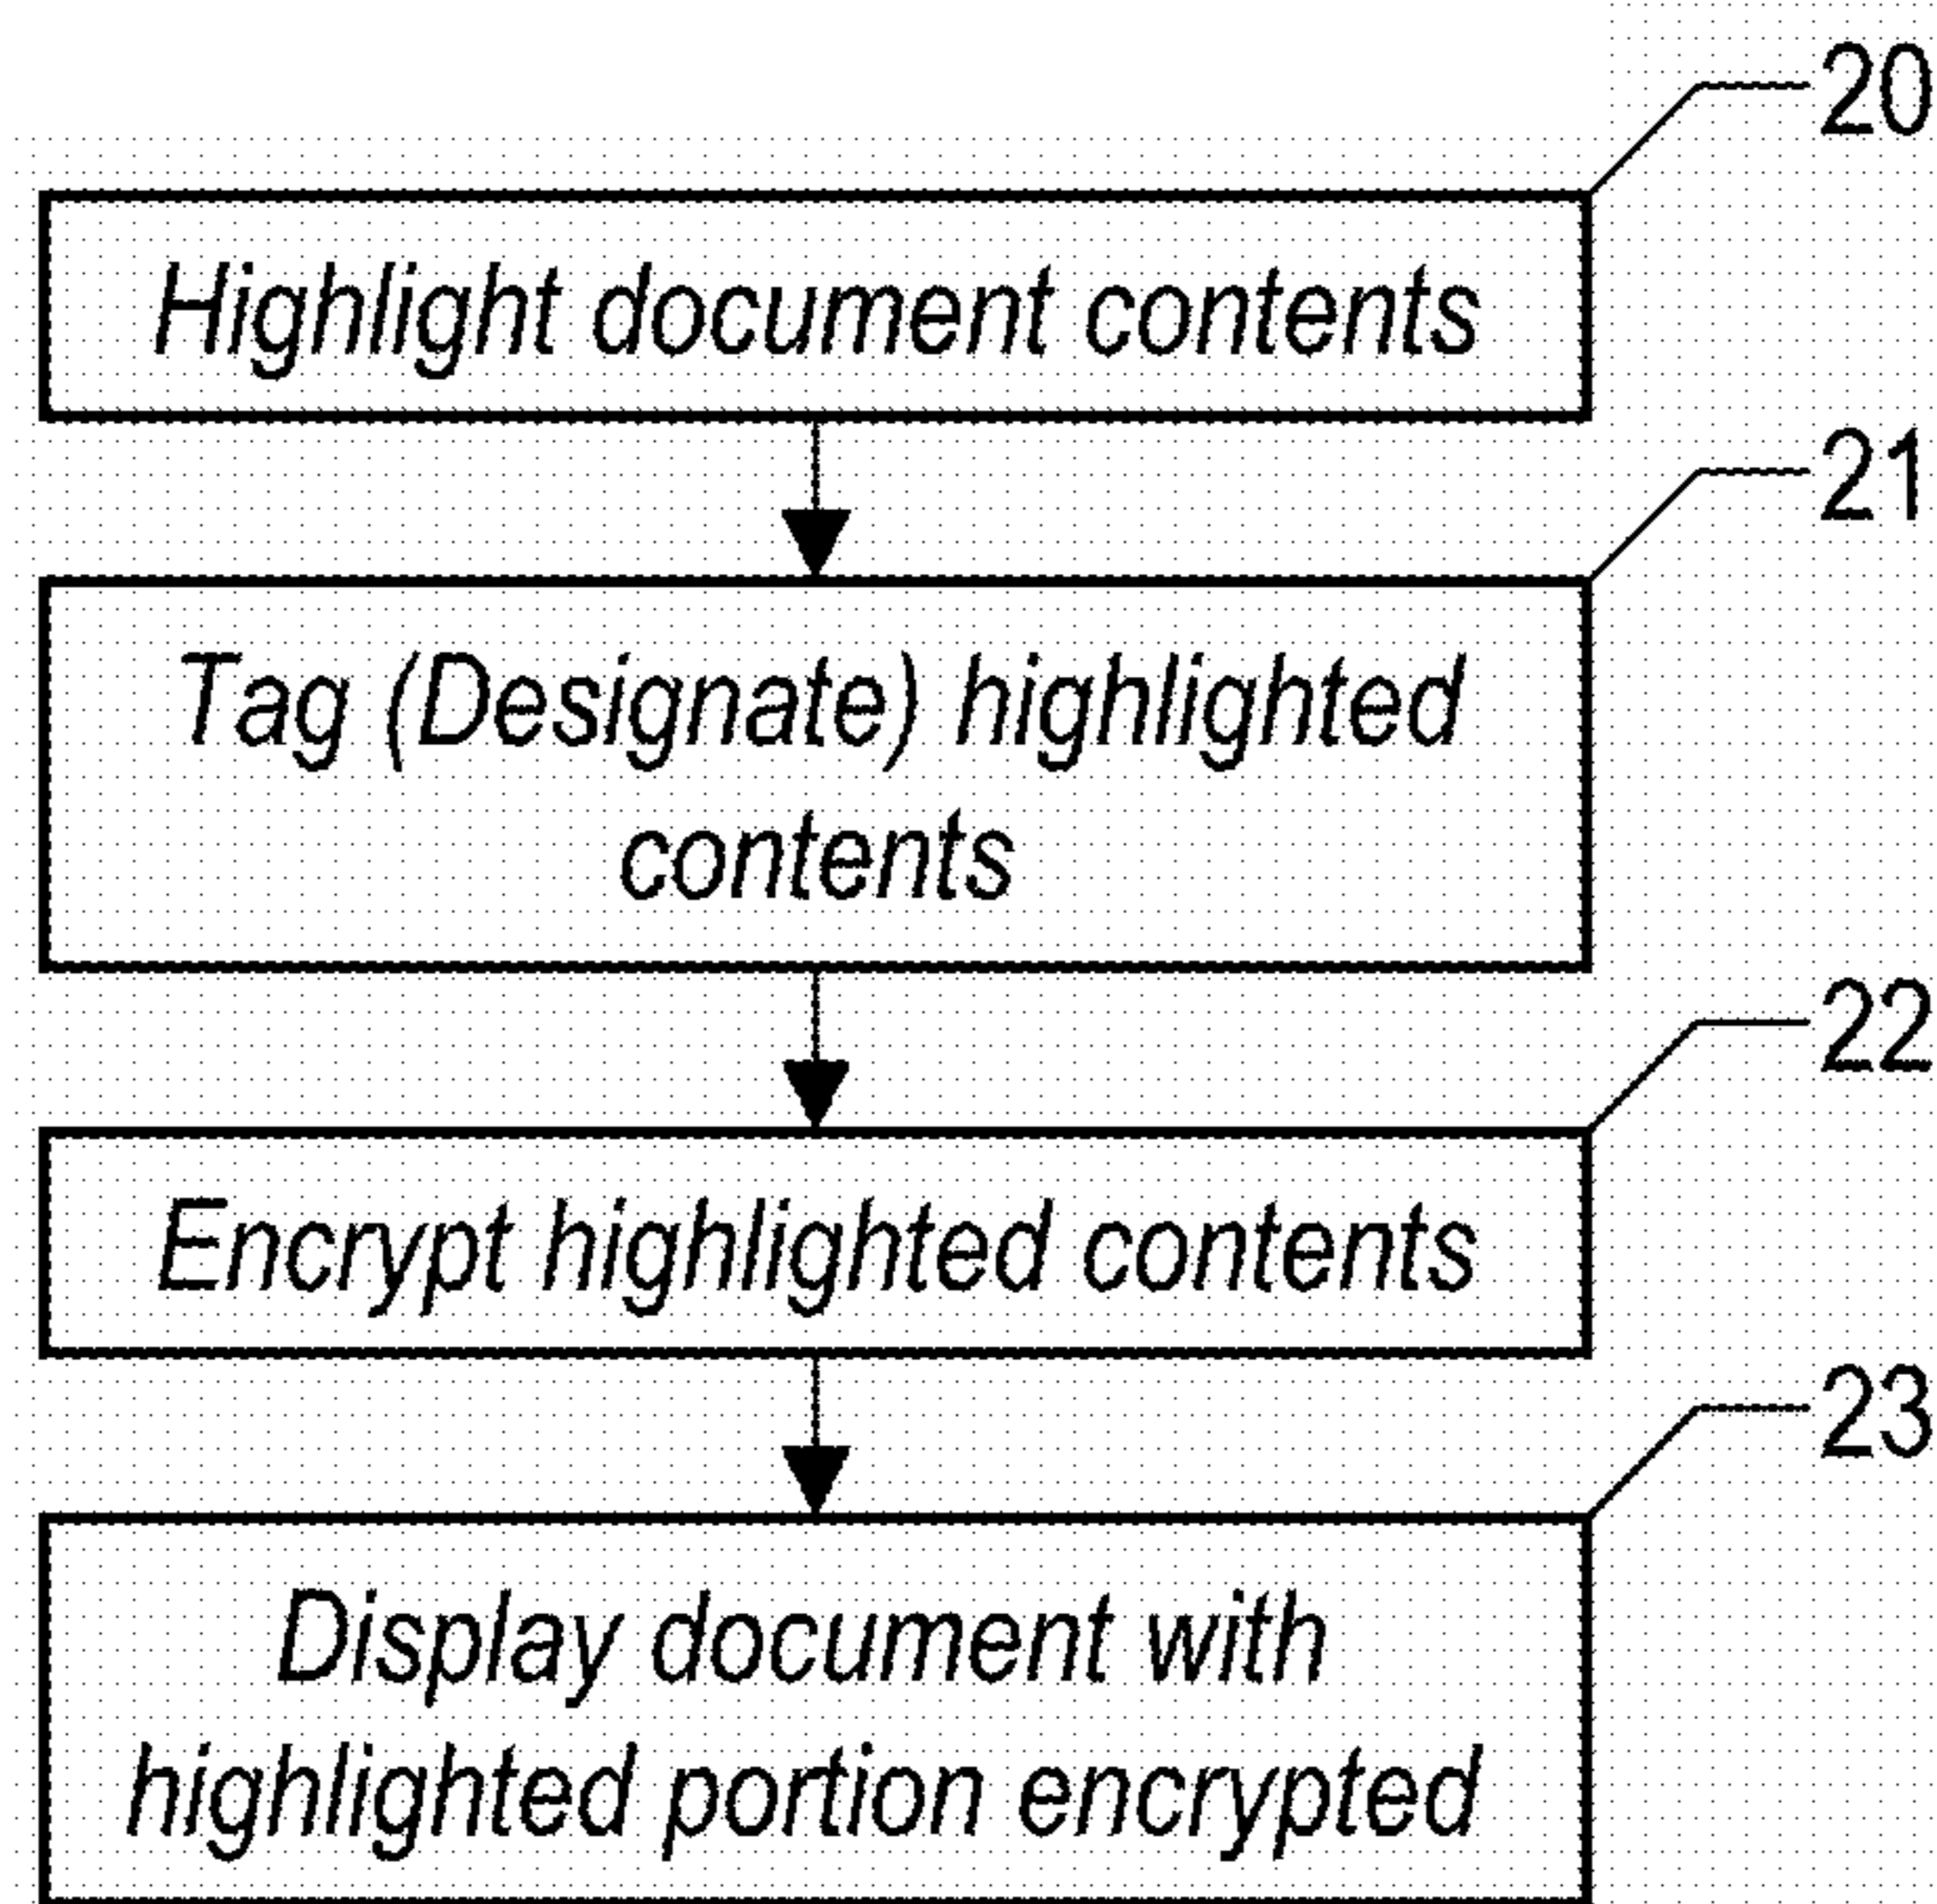 20
Highlight document contents
21
Tag (Designate) highlighted
contents
22
Encrypt highlighted contents
23
Display document with
highlighted portion encrypted